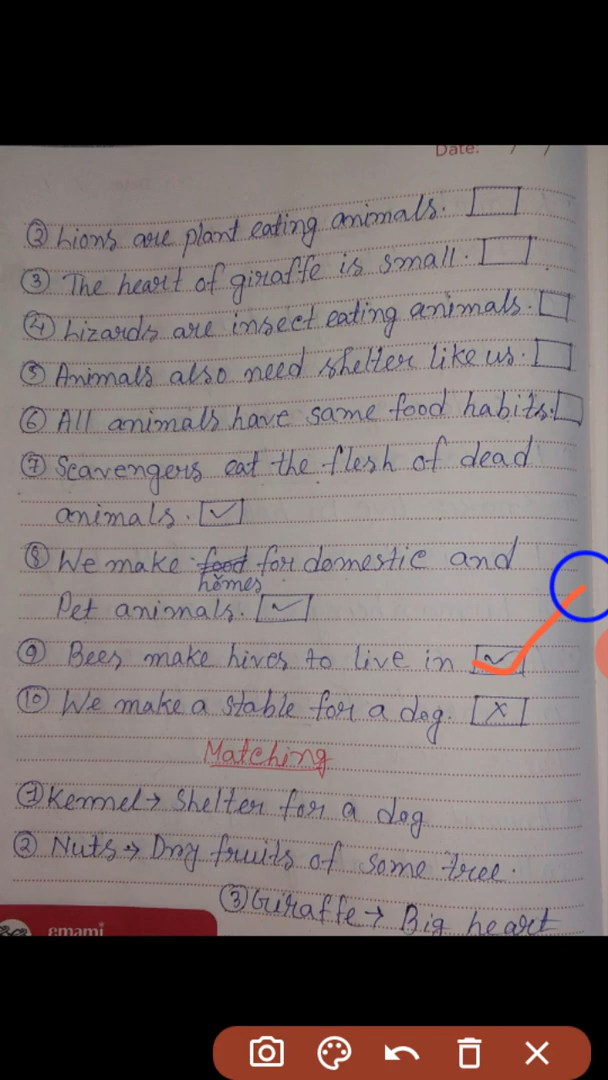 Date: / /
② Lions are plant eating animals.
③ The heart of giraffe is small.
④ Lizards are insect eating animals.
⑤ Animals also need shelter like us.
⑥ All animals have same food habits.
⑦ Scavengers eat the flesh of dead
animals. ✓
⑧ We make food for domestic and
homes
Pet animals. ✓
⑨ Bees make hives to live in ✓
⑩ We make a stable for a dog. X
Matching
① Kennel → Shelter for a dog
② Nuts → Dry fruits of some tree.
③ Giraffe → Big heart
emami